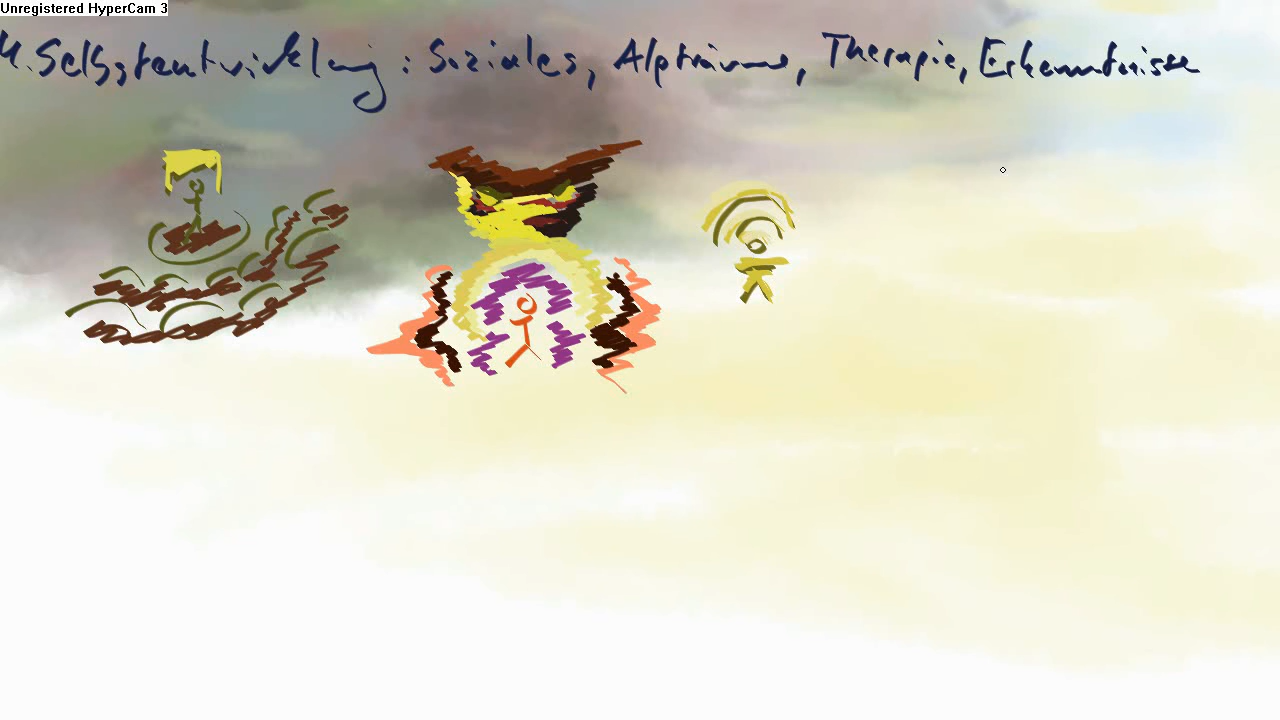 Unregistered HyperCam 3
4. Selbstentwicklung: Soziales, Alpträume, Therapie, Erkenntnisse